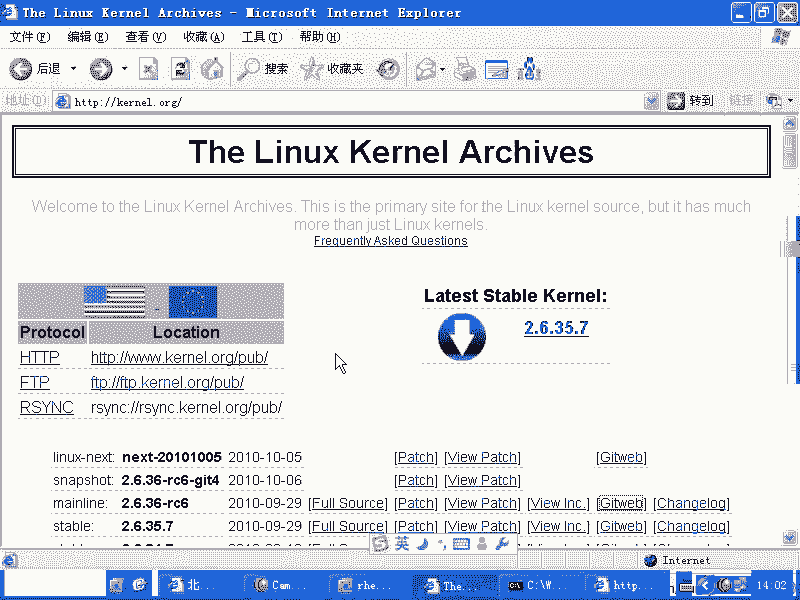 The Linux Kernel Archives - Microsoft Internet Explorer
文件(F) 编辑(E) 查看(V) 收藏(A) 工具(T) 帮助(H)
后退 搜索 收藏夹
地址(D) http://kernel.org/ 转到 链接
The Linux Kernel Archives
Welcome to the Linux Kernel Archives. This is the primary site for the Linux kernel source, but it has much
more than just Linux kernels.
Frequently Asked Questions
-
Latest Stable Kernel:
2.6.35.7
Protocol Location
HTTP http://www.kernel.org/pub/
FTP ftp://ftp.kernel.org/pub/
RSYNC rsync://rsync.kernel.org/pub/
linux-next: next-20101005 2010-10-05 [Patch] [View Patch] [Gitweb]
snapshot: 2.6.36-rc6-git4 2010-10-06 [Patch] [View Patch]
mainline: 2.6.36-rc6 2010-09-29 [Full Source] [Patch] [View Patch] [View Inc.] [Gitweb] [Changelog]
stable: 2.6.35.7 2010-09-29 [Full Source] [Patch] [View Patch] [View Inc.] [Gitweb] [Changelog]
英
Internet
北... Cam... rhe... The... C:\W... http... 14:02